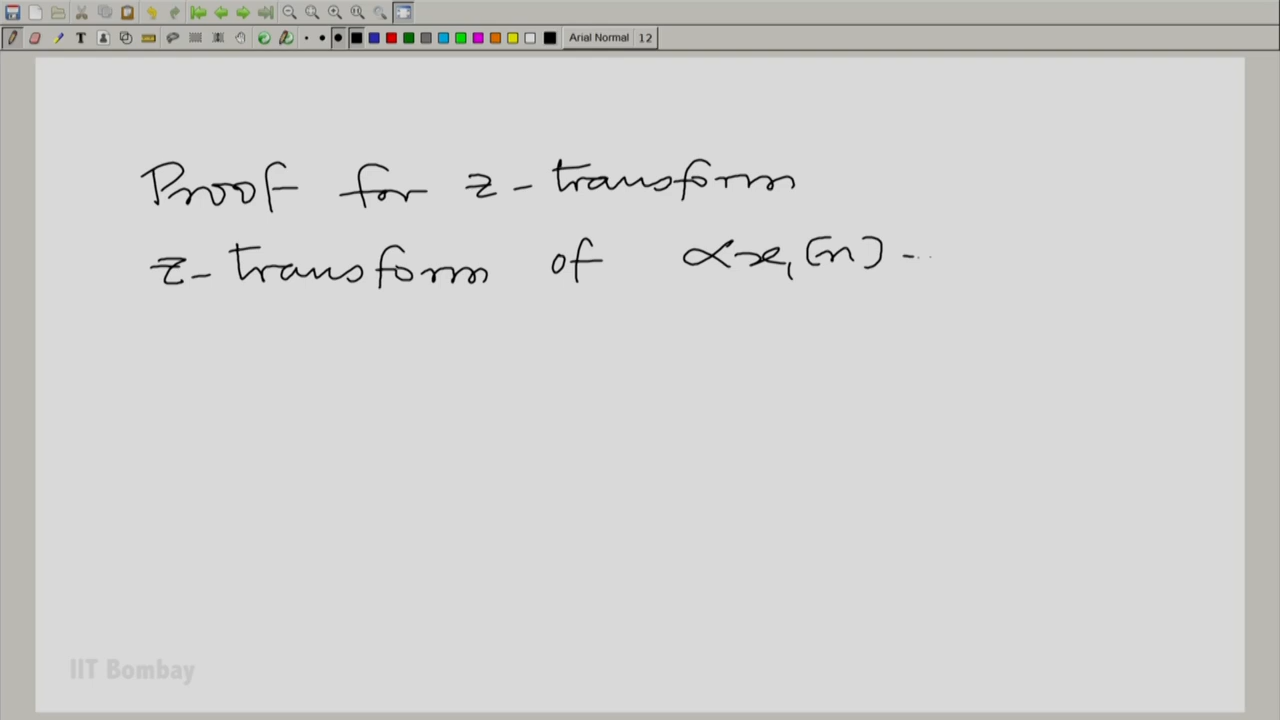 Arial Normal 12
Proof for z-transform
z-transform of αx₁[n] -..
IIT Bombay